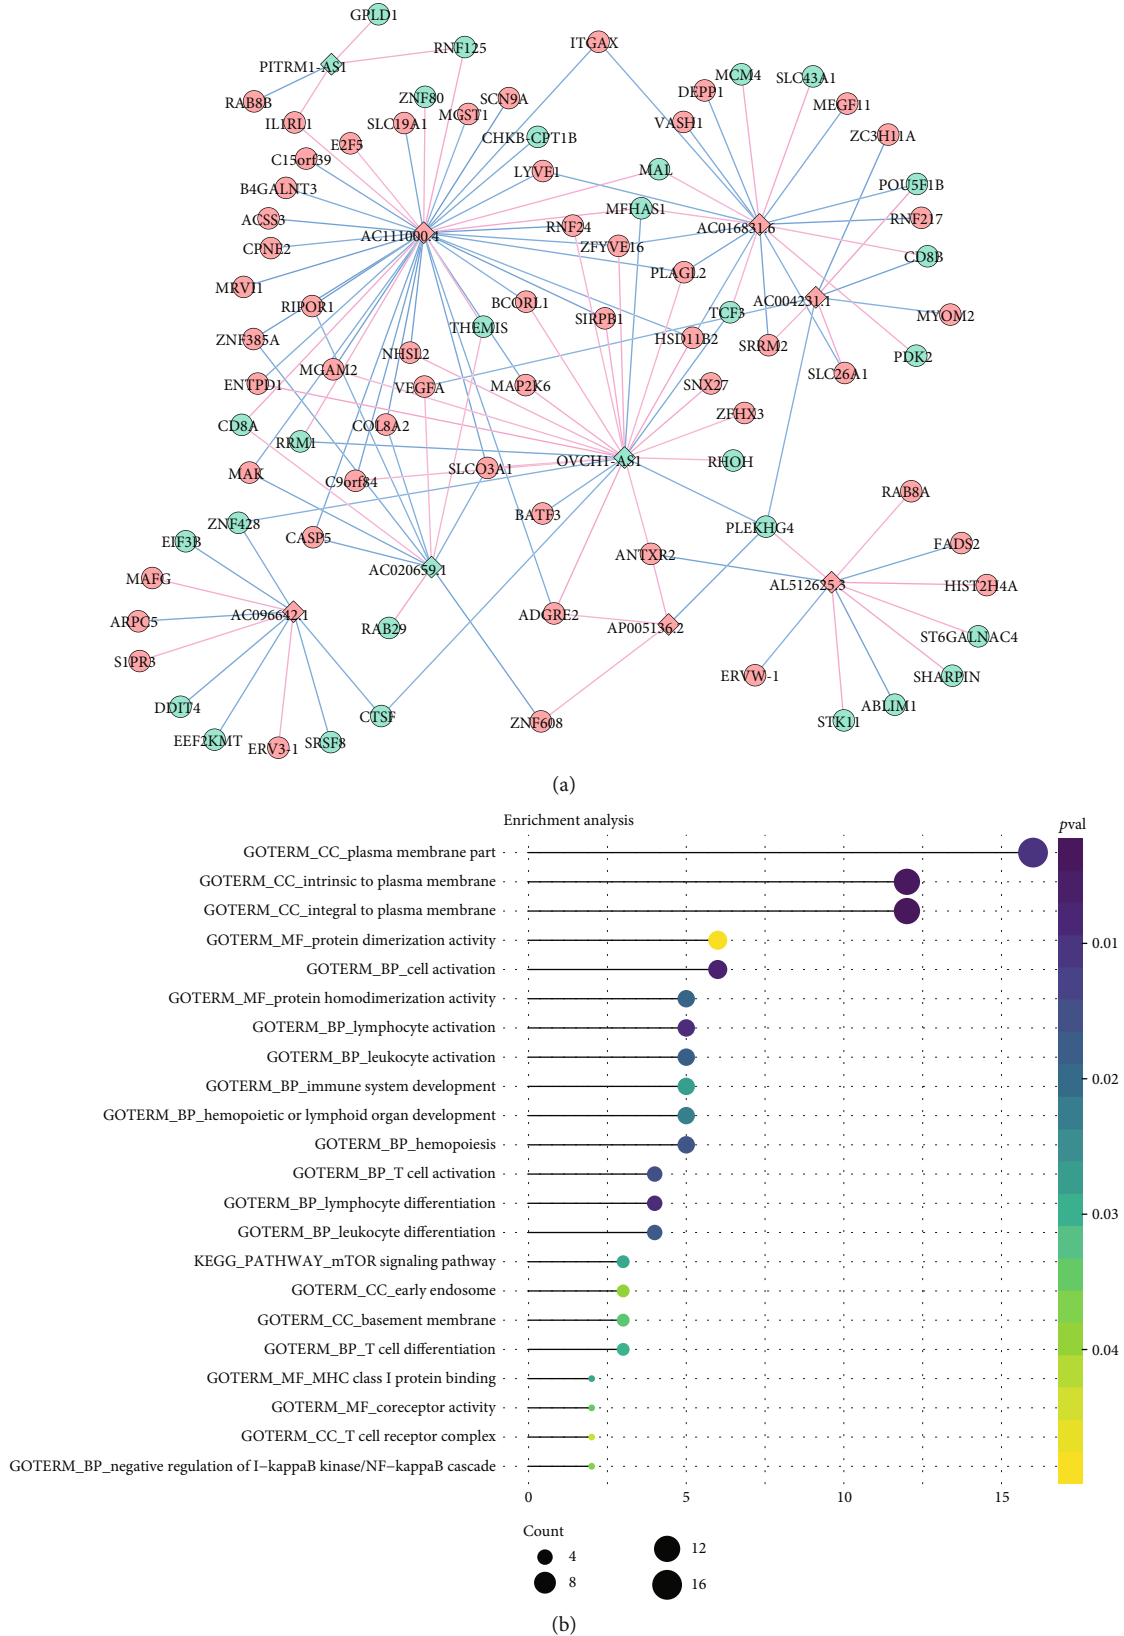 GPLD1
RNF125
ITGAX
PITRM1-AS1
MCM4
SLC43A1
RAB8B
ZNF80
SCN9A
DEPP1
MEGF11
IL1RL1
SLC19A1
MGST1
VASH1
ZC3H11A
E2F5
CHKB-CPT1B
C15orf39
LYVE1
MAL
B4GALNT3
POU5F1B
ACSS3
MFHAS1
RNF217
RNF24
AC016831.6
AC111000.4
CPNE2
ZFYVE16
CD8B
PLAGL2
MRVI1
AC004231.1
RIPOR1
BCORL1
TCF3
MYOM2
THEMIS
SIRPB1
ZNF385A
HSD11B2
SRRM2
NHSL2
PDK2
MGAM2
SLC26A1
ENTPD1
VEGFA
MAP2K6
SNX27
ZFHX3
CD8A
COL8A2
RRM1
OVCH1-AS1
RHOH
MAK
C9orf84
SLCO3A1
RAB8A
BATF3
ZNF428
PLEKHG4
EIF3B
CASP5
FADS2
ANTXR2
MAFG
AC020659.1
AL512625.3
HIST2H4A
ARPC5
AC096642.1
ADGRE2
RAB29
AP005136.2
ST6GALNAC4
S1PR3
ERVW-1
SHARPIN
DDIT4
CTSF
ABLIM1
ZNF608
STK11
EEF2KMT
ERV3-1
SRSF8
(a)
Enrichment analysis
pval
GOTERM_CC_plasma membrane part
GOTERM_CC_intrinsic to plasma membrane
GOTERM_CC_integral to plasma membrane
GOTERM_MF_protein dimerization activity
0.01
GOTERM_BP_cell activation
GOTERM_MF_protein homodimerization activity
GOTERM_BP_lymphocyte activation
GOTERM_BP_leukocyte activation
0.02
GOTERM_BP_immune system development
GOTERM_BP_hemopoietic or lymphoid organ development
GOTERM_BP_hemopoiesis
GOTERM_BP_T cell activation
GOTERM_BP_lymphocyte differentiation
0.03
GOTERM_BP_leukocyte differentiation
KEGG_PATHWAY_mTOR signaling pathway
GOTERM_CC_early endosome
GOTERM_CC_basement membrane
GOTERM_BP_T cell differentiation
0.04
GOTERM_MF_MHC class I protein binding
GOTERM_MF_coreceptor activity
GOTERM_CC_T cell receptor complex
GOTERM_BP_negative regulation of I−kappaB kinase/NF−kappaB cascade
0 5 10 15
Count
4 12
8 16
(b)